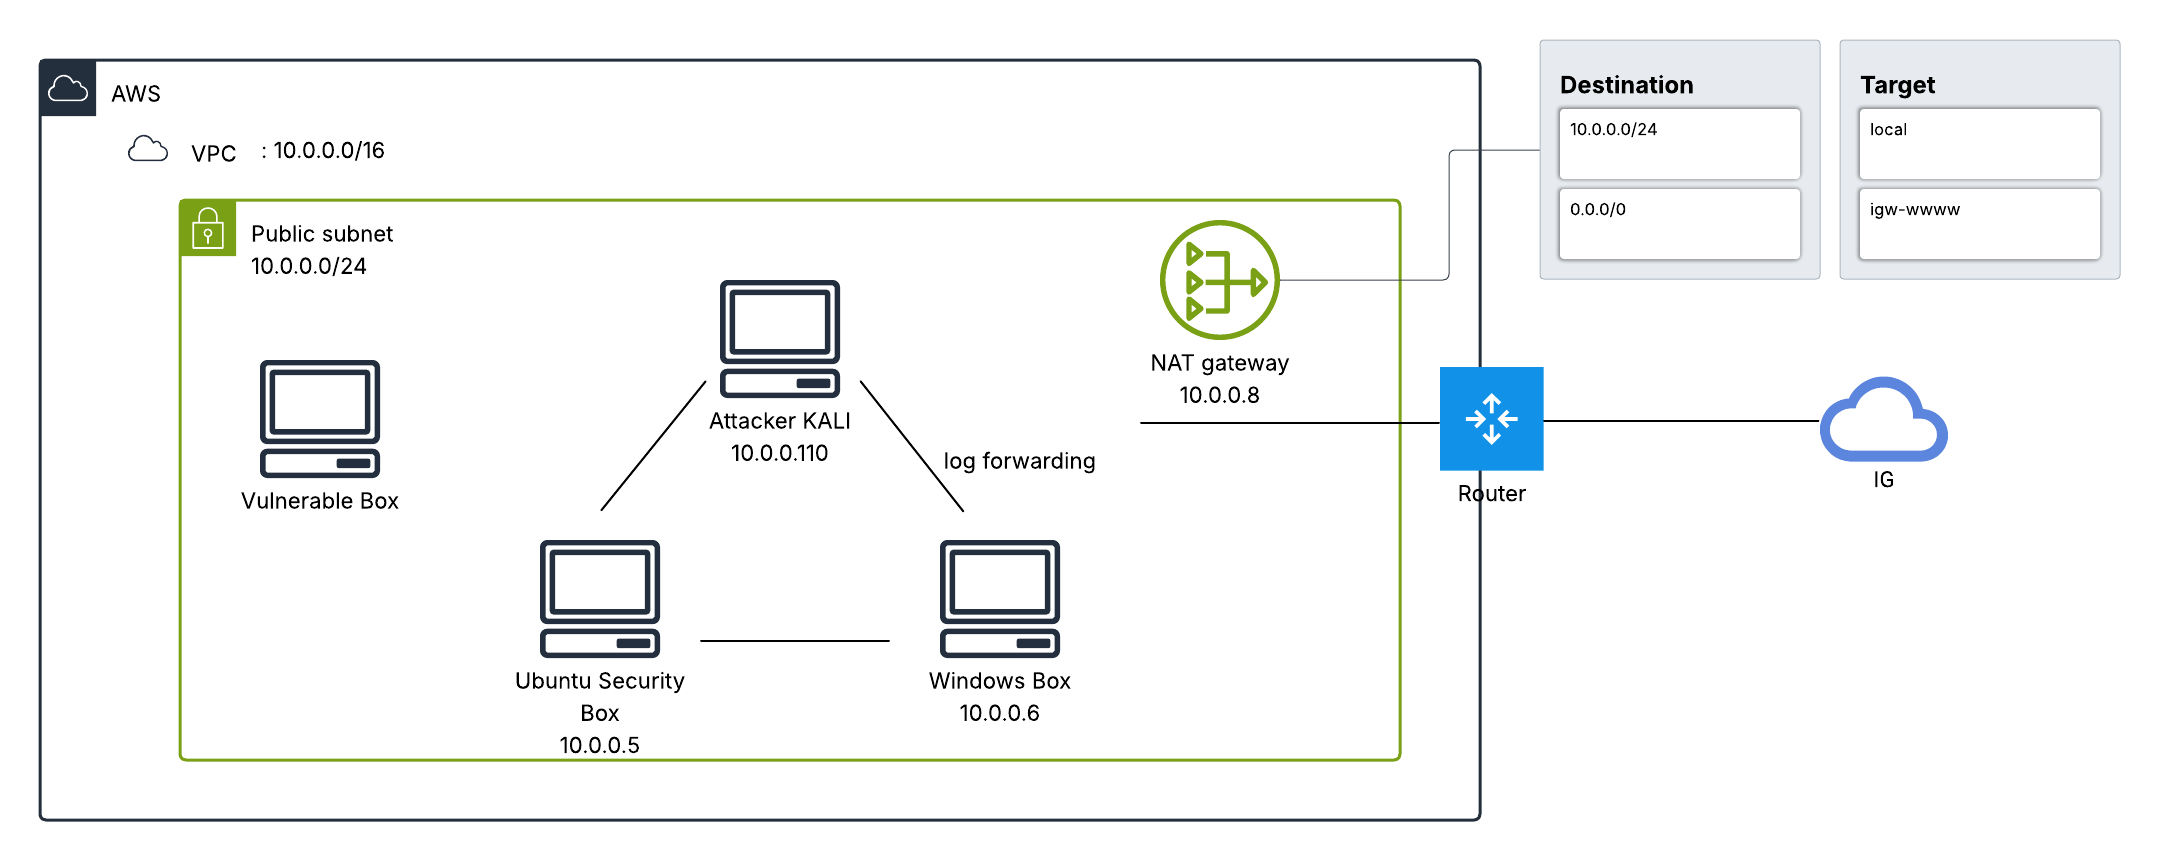 AWS
VPC : 10.0.0.0/16
Public subnet
10.0.0.0/24
Vulnerable Box
Attacker KALI
10.0.0.110
log forwarding
Ubuntu Security
Box
10.0.0.5
Windows Box
10.0.0.6
NAT gateway
10.0.0.8
Router
IG
Destination
10.0.0.0/24
0.0.0/0
Target
local
igw-wwww